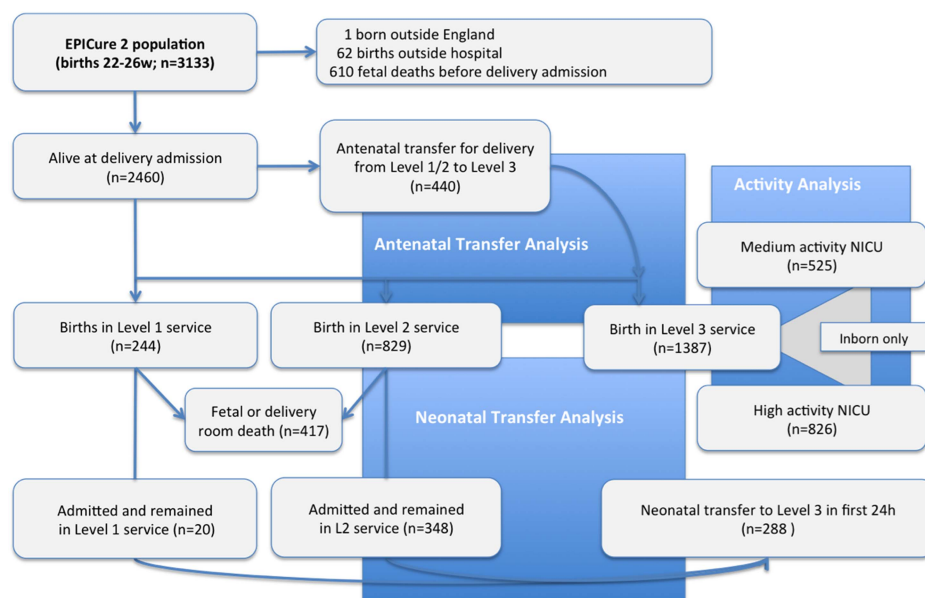 EPICure 2 population
(births 22-26w; n=3133)
1 born outside England
62 births outside hospital
610 fetal deaths before delivery admission
Alive at delivery admission
(n=2460)
Antenatal transfer for delivery
from Level 1/2 to Level 3
(n=440)
Activity Analysis
Antenatal Transfer Analysis
Medium activity NICU
(n=525)
Births in Level 1 service
(n=244)
Birth in Level 2 service
(n=829)
Birth in Level 3 service
(n=1387)
Inborn only
Fetal or delivery
room death (n=417)
Neonatal Transfer Analysis
High activity NICU
(n=826)
Admitted and remained
in Level 1 service (n=20)
Admitted and remained
in L2 service (n=348)
Neonatal transfer to Level 3 in first 24h
(n=288 )